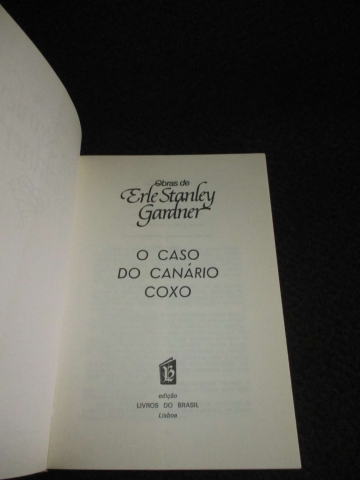 Obras de
Erle Stanley
Gardner
O CASO
DO CANÁRIO
COXO
edição
LIVROS DO BRASIL
Lisboa